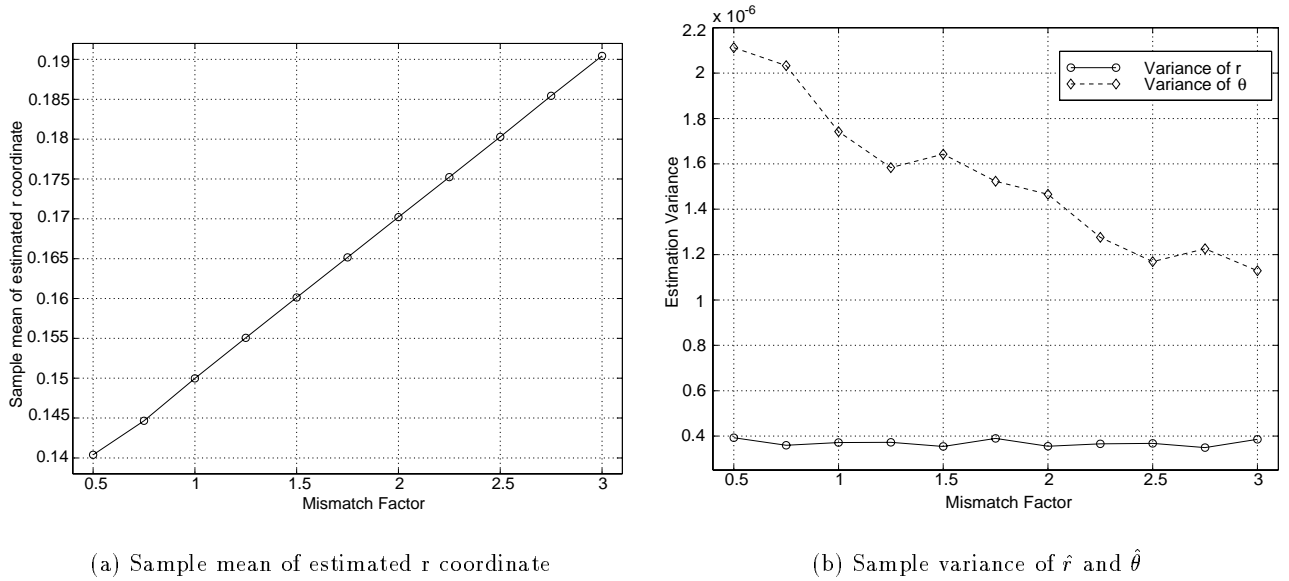 0.19
0.185
0.18
0.175
0.17
0.165
0.16
0.155
0.15
0.145
0.14
Sample mean of estimated r coordinate
0.5 1 1.5 2 2.5 3
Mismatch Factor
(a) Sample mean of estimated r coordinate
x 10^-6
2.2
2
1.8
1.6
1.4
1.2
1
0.8
0.6
0.4
Estimation Variance
Variance of r
Variance of θ
0.5 1 1.5 2 2.5 3
Mismatch Factor
(b) Sample variance of r̂ and θ̂